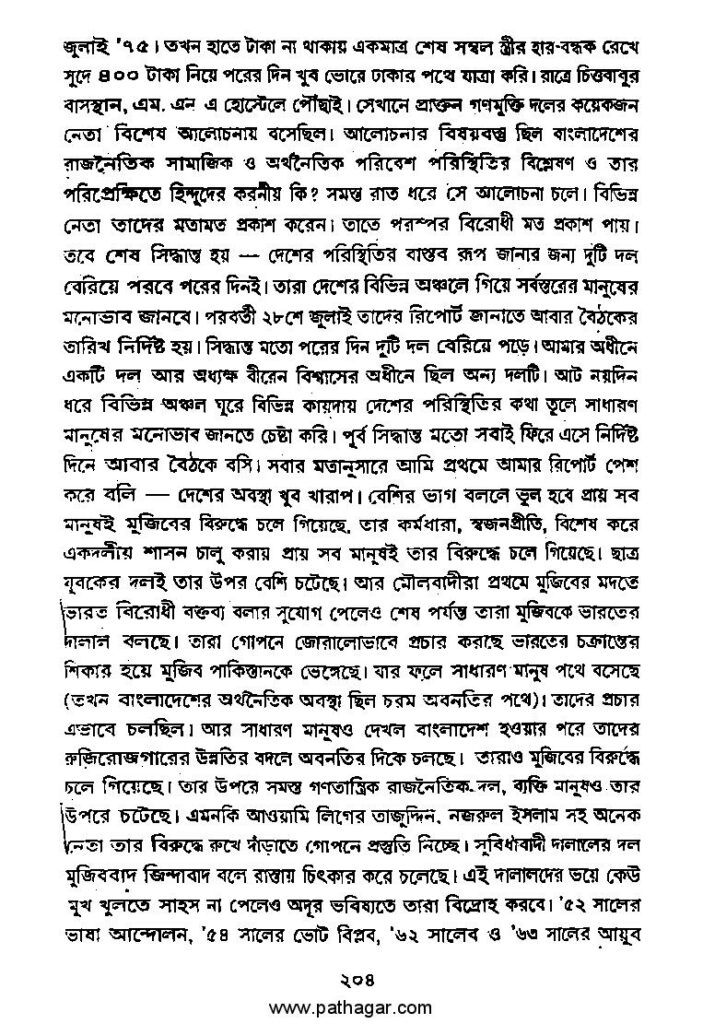 জুলাই '৭৫। তখন হাতে টাকা না থাকায় একমাত্র শেষ সম্বল স্ত্রীর হার-বন্ধক রেখে
সুদে ৪০০ টাকা নিয়ে পরের দিন খুব ভোরে ঢাকার পথে যাত্রা করি। রাত্রে চিত্তবাবুর
বাসস্থান, এম. এন এ হোস্টেলে পৌঁছাই। সেখানে প্রাক্তন গণমুক্তি দলের কয়েকজন
নেতা বিশেষ আলোচনায় বসেছিল। আলোচনার বিষয়বস্তু ছিল বাংলাদেশের
রাজনৈতিক সামাজিক ও অর্থনৈতিক পরিবেশ পরিস্থিতির বিশ্লেষণ ও তার
পরিপ্রেক্ষিতে হিন্দুদের করনীয় কি? সমস্ত রাত ধরে সে আলোচনা চলে। বিভিন্ন
নেতা তাদের মতামত প্রকাশ করেন। তাতে পরস্পর বিরোধী মত প্রকাশ পায়।
তবে শেষ সিদ্ধান্ত হয় — দেশের পরিস্থিতির বাস্তব রূপ জানার জন্য দুটি দল
বেরিয়ে পরবে পরের দিনই। তারা দেশের বিভিন্ন অঞ্চলে গিয়ে সর্বস্তরের মানুষের
মনোভাব জানবে। পরবর্তী ২৮শে জুলাই তাদের রিপোর্ট জানাতে আবার বৈঠকের
তারিখ নির্দিষ্ট হয়। সিদ্ধান্ত মতো পরের দিন দুটি দল বেরিয়ে পড়ে। আমার অধীনে
একটি দল আর অধ্যক্ষ বীরেন বিশ্বাসের অধীনে ছিল অন্য দলটি। আট নয়দিন
ধরে বিভিন্ন অঞ্চল ঘূরে বিভিন্ন কায়দায় দেশের পরিস্থিতির কথা তুলে সাধারণ
মানুষের মনোভাব জানতে চেষ্টা করি। পূর্ব সিদ্ধান্ত মতো সবাই ফিরে এসে নির্দিষ্ট
দিনে আবার বৈঠকে বসি। সবার মতানুসারে আমি প্রথমে আমার রিপোর্ট পেশ
করে বলি — দেশের অবস্থা খুব খারাপ। বেশির ভাগ বললে ভূল হবে প্রায় সব
মানুষই মুজিবের বিরুদ্ধে চলে গিয়েছে, তার কর্মধারা, স্বজনপ্রীতি, বিশেষ করে
একদলীয় শাসন চালু করায় প্রায় সব মানুষই তার বিরুদ্ধে চলে গিয়েছে। ছাত্র
যুবকের দলই তার উপর বেশি চটেছে। আর মৌলবাদীরা প্রথমে মুজিবের মদতে
ভারত বিরোধী বক্তব্য বলার সুযোগ পেলেও শেষ পর্যন্ত তারা মুজিবকে ভারতের
দালাল বলছে। তারা গোপনে জোরালোভাবে প্রচার করছে ভারতের চক্রান্তের
শিকার হয়ে মুজিব পাকিস্তানকে ভেঙ্গেছে। যার ফলে সাধারণ মানুষ পথে বসেছে
(তখন বাংলাদেশের অর্থনৈতিক অবস্থা ছিল চরম অবনতির পথে)। তাদের প্রচার
এভাবে চলছিল। আর সাধারণ মানুষও দেখল বাংলাদেশ হওয়ার পরে তাদের
রুজিরোজগারের উন্নতির বদলে অবনতির দিকে চলছে। তারাও মুজিবের বিরুদ্ধে
চলে গিয়েছে। তার উপরে সমস্ত গণতান্ত্রিক রাজনৈতিক-দল, ব্যক্তি মানুষও তার
উপরে চটেছে। এমনকি আওয়ামি লিগের তাজুদ্দিন, নজরুল ইসলাম সহ অনেক
নেতা তার বিরুদ্ধে রুখে দাঁড়াতে গোপনে প্রস্তুতি নিচ্ছে। সুবিধাবাদী দালালের দল
মুজিববাদ জিন্দাবাদ বলে রাস্তায় চিৎকার করে চলেছে। এই দালালদের ভয়ে কেউ
মুখ খুলতে সাহস না পেলেও অদূর ভবিষ্যতে তারা বিদ্রোহ করবে। '৫২ সালের
ভাষা আন্দোলন, '৫৪ সালের ভোট বিপ্লব, '৬২ সালেব ও '৬৩ সালের আয়ূব
২০৪
www.pathagar.com